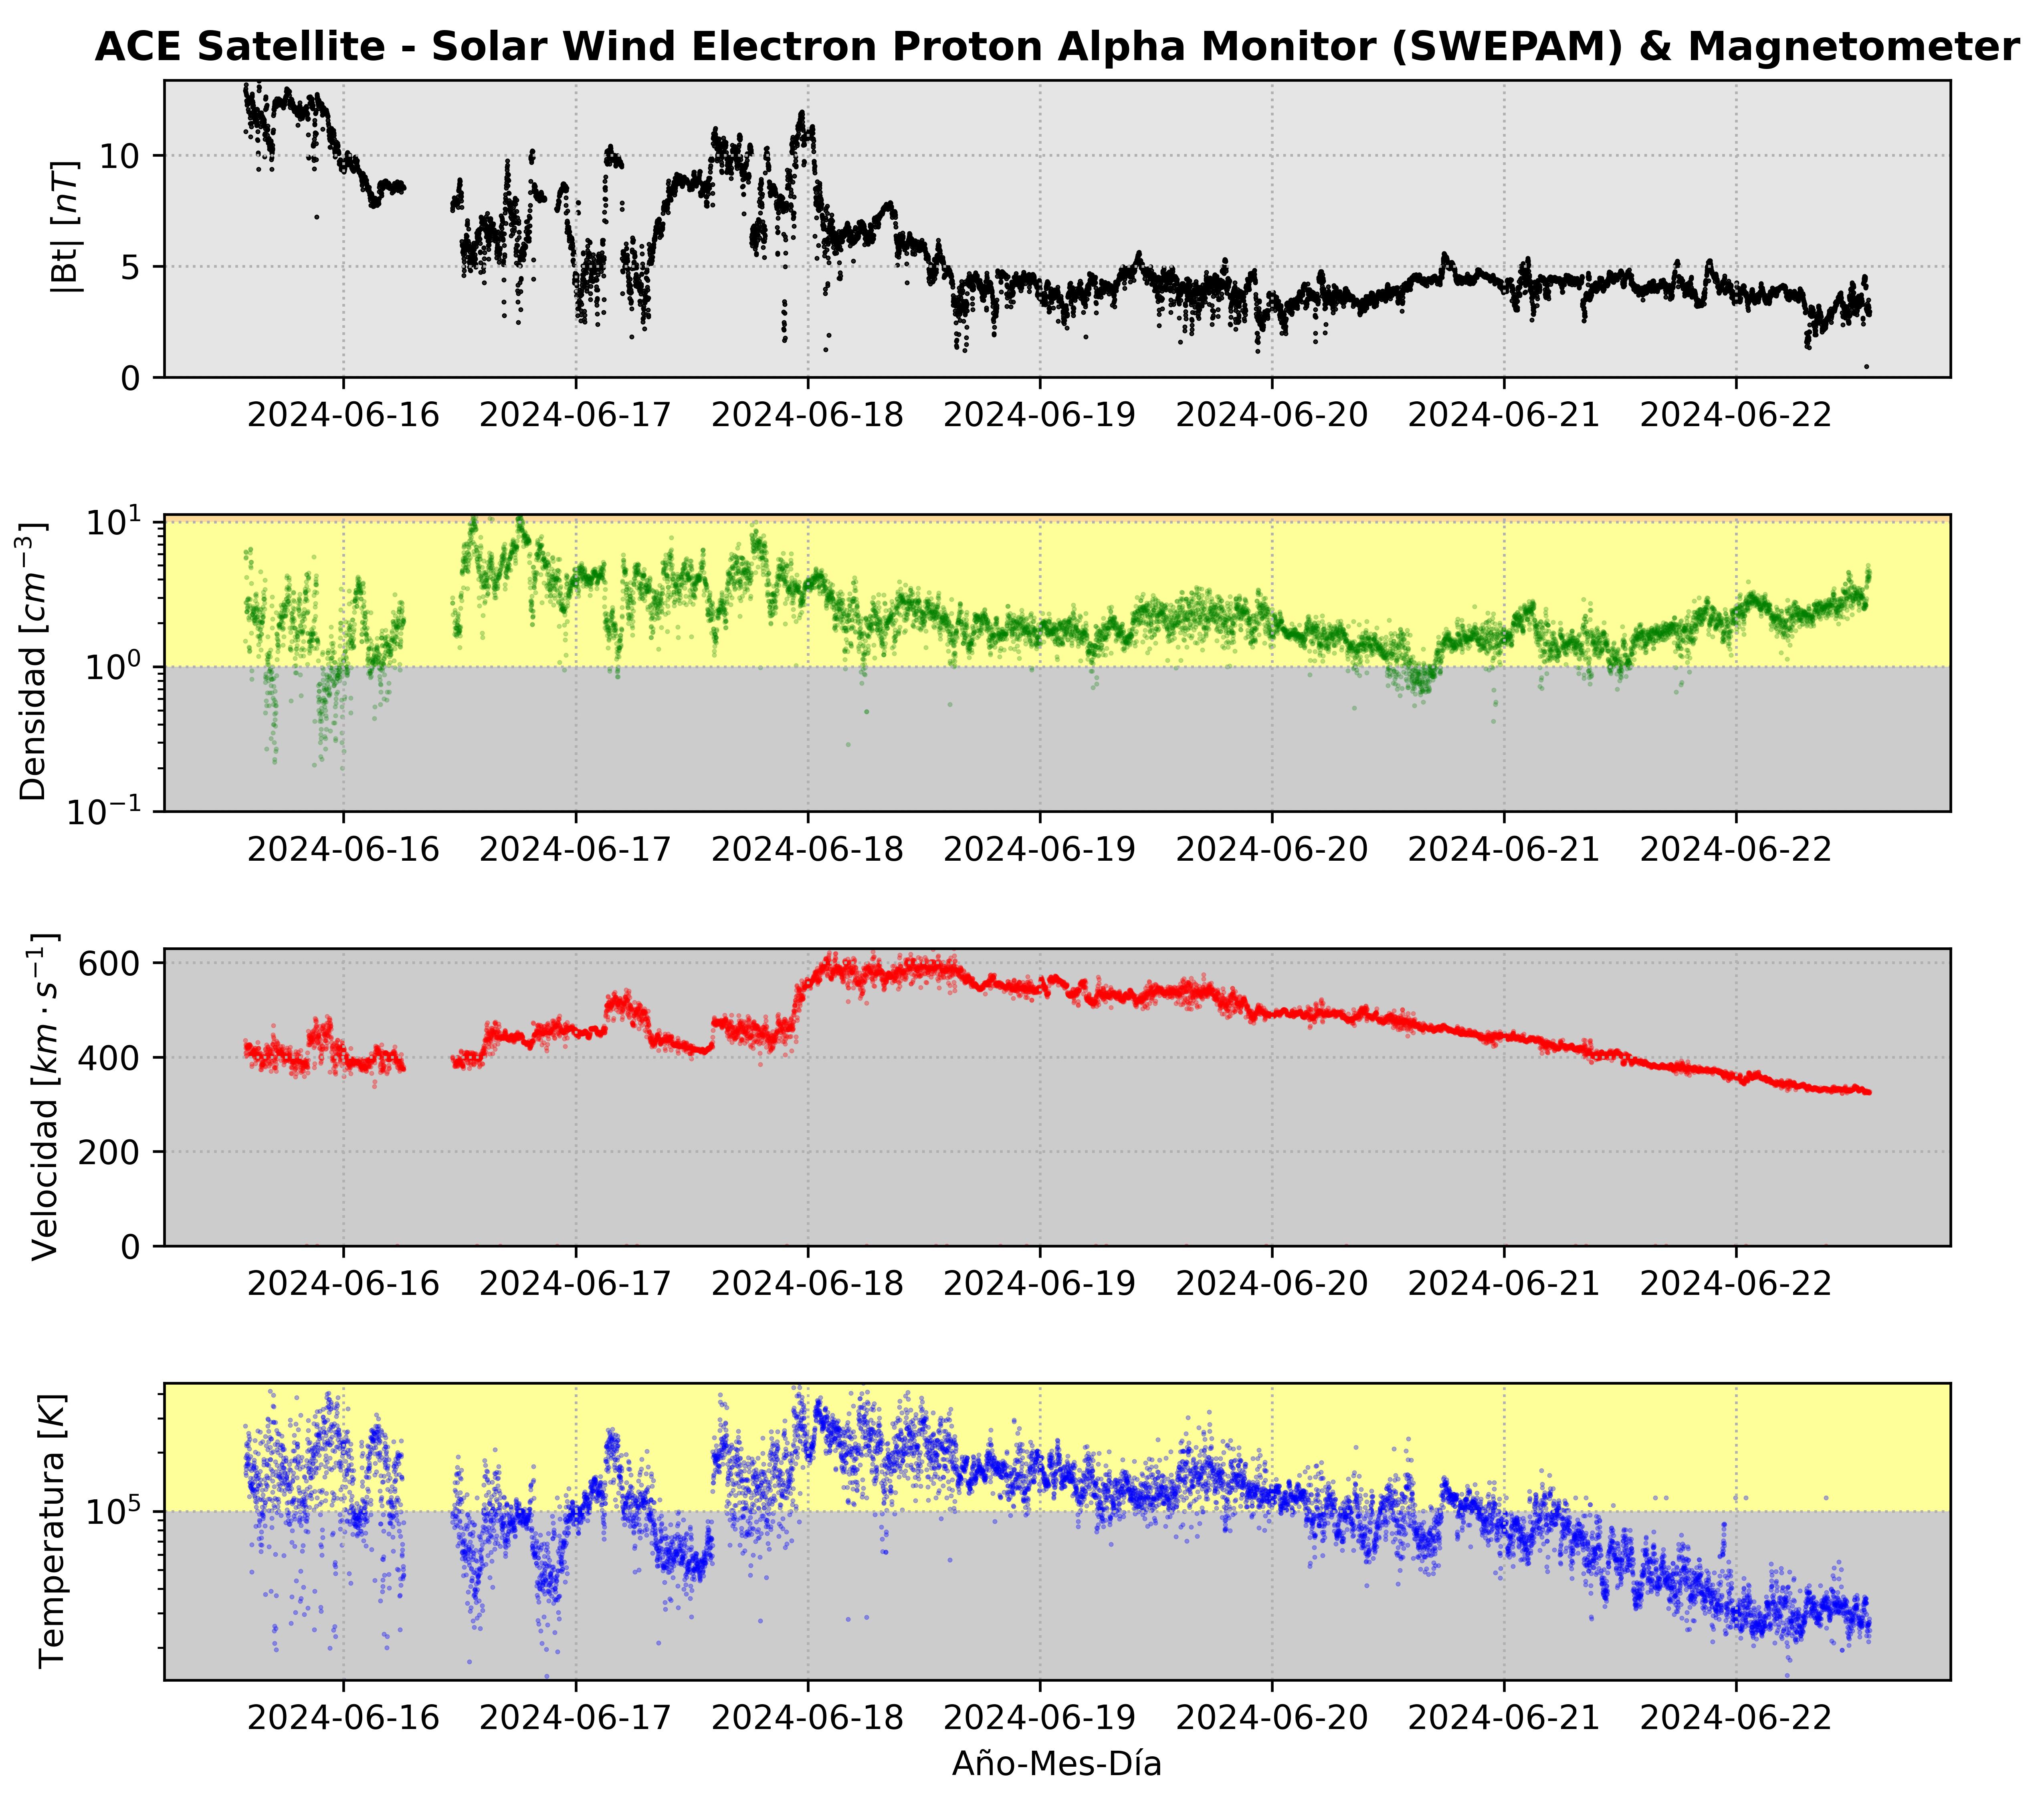 ACE Satellite - Solar Wind Electron Proton Alpha Monitor (SWEPAM) & Magnetometer
|Bt| [nT]
10
5
0
2024-06-16 2024-06-17 2024-06-18 2024-06-19 2024-06-20 2024-06-21 2024-06-22
Densidad [cm⁻³]
10¹
10⁰
10⁻¹
2024-06-16 2024-06-17 2024-06-18 2024-06-19 2024-06-20 2024-06-21 2024-06-22
Velocidad [km · s⁻¹]
600
400
200
0
2024-06-16 2024-06-17 2024-06-18 2024-06-19 2024-06-20 2024-06-21 2024-06-22
Temperatura [K]
10⁵
2024-06-16 2024-06-17 2024-06-18 2024-06-19 2024-06-20 2024-06-21 2024-06-22
Año-Mes-Día